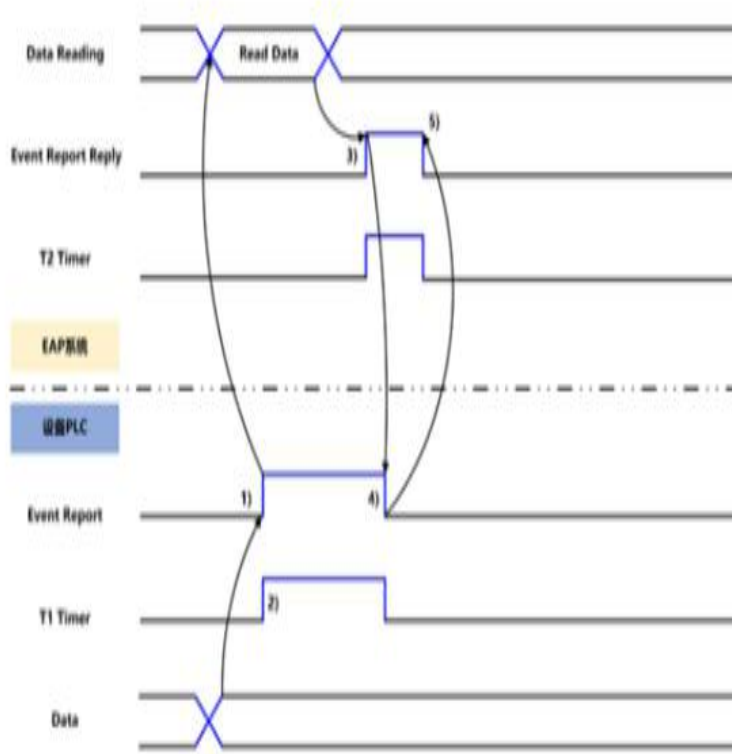 Data Reading
Read Data
Event Report Reply
3)
5)
T2 Timer
EAP系统
设备PLC
Event Report
1)
4)
T1 Timer
2)
Data